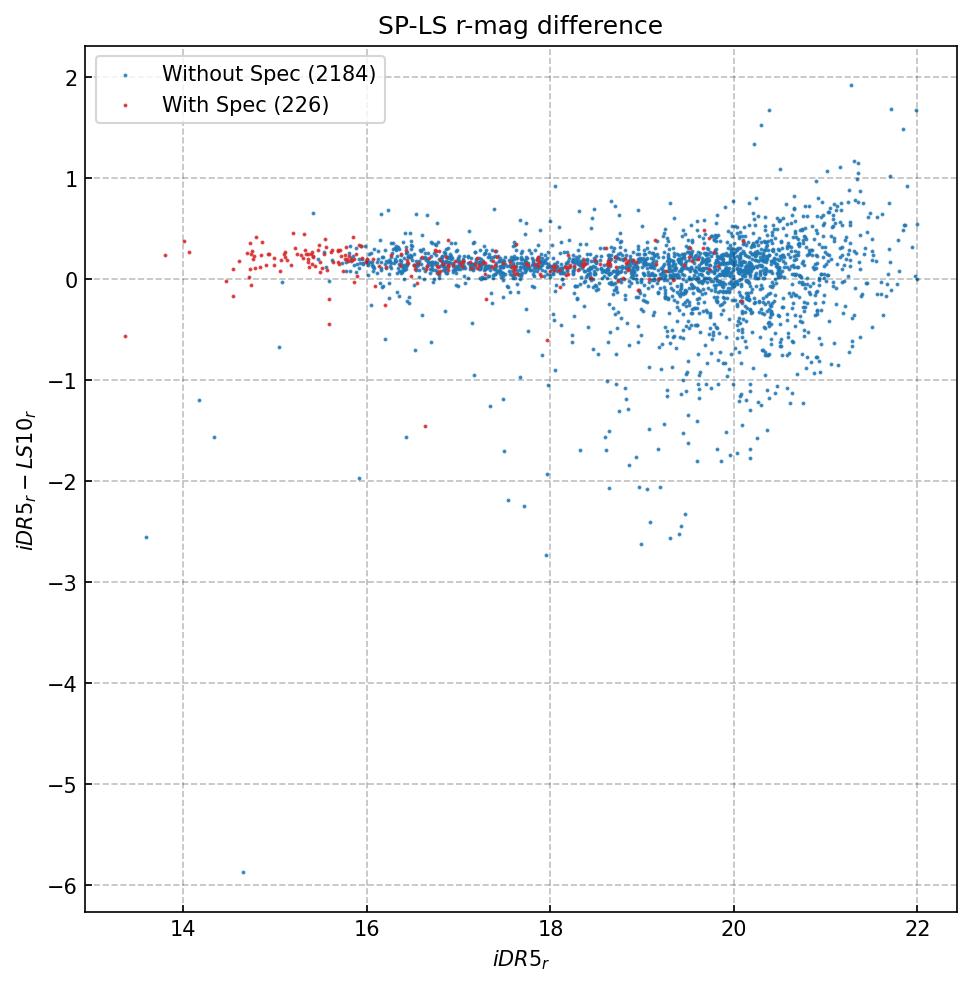 SP-LS r-mag difference
Without Spec (2184)
With Spec (226)
2
1
0
−1
−2
−3
−4
−5
−6
iDR5r − LS10r
14 16 18 20 22
iDR5r